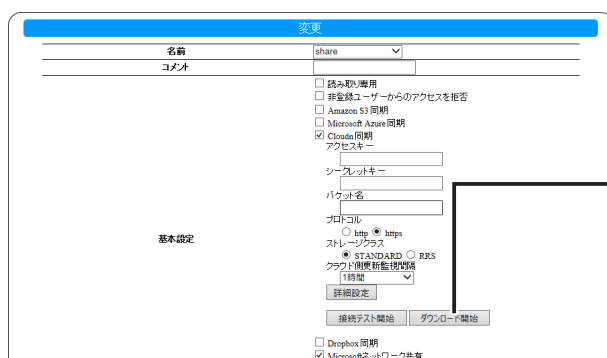 変更
名前 share
コメント
読み取り専用
非登録ユーザーからのアクセスを拒否
Amazon S3 同期
Microsoft Azure 同期
Cloudn 同期
アクセスキー
シークレットキー
バケット名
プロトコル
http https
ストレージクラス
基本設定
STANDARD RRS
クラウド側更新監視間隔
1時間
詳細設定
接続テスト開始 ダウンロード開始
Dropbox 同期
Microsoftネットワーク共有